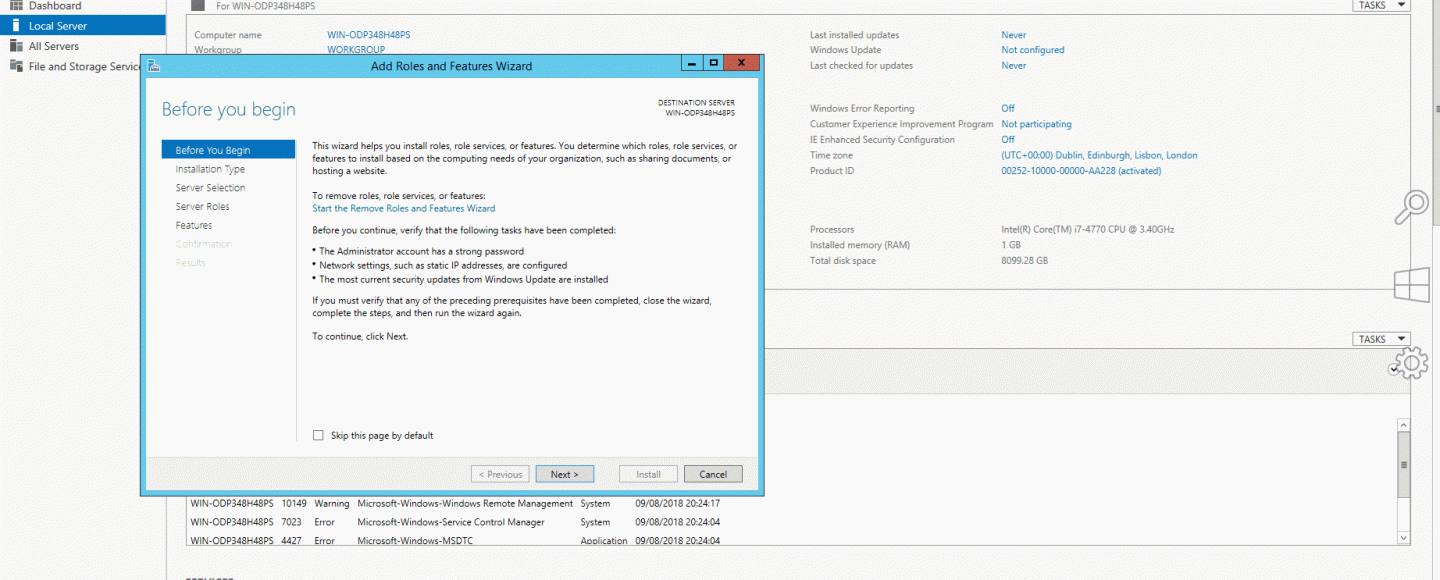 Dashboard
For WIN-ODP348H48PS
TASKS
Local Server
All Servers
File and Storage Servic
Computer name WIN-ODP348H48PS
Workgroup WORKGROUP
Last installed updates Never
Windows Update Not configured
Last checked for updates Never
Windows Error Reporting Off
Customer Experience Improvement Program Not participating
IE Enhanced Security Configuration Off
Time zone (UTC+00:00) Dublin, Edinburgh, Lisbon, London
Product ID 00252-10000-00000-AA228 (activated)
Processors Intel(R) Core(TM) i7-4770 CPU @ 3.40GHz
Installed memory (RAM) 1 GB
Total disk space 8099.28 GB
TASKS
Add Roles and Features Wizard
Before you begin
DESTINATION SERVER
WIN-ODP348H48PS
Before You Begin
Installation Type
Server Selection
Server Roles
Features
Confirmation
Results
This wizard helps you install roles, role services, or features. You determine which roles, role services, or
features to install based on the computing needs of your organization, such as sharing documents, or
hosting a website.
To remove roles, role services, or features:
Start the Remove Roles and Features Wizard
Before you continue, verify that the following tasks have been completed:
• The Administrator account has a strong password
• Network settings, such as static IP addresses, are configured
• The most current security updates from Windows Update are installed
If you must verify that any of the preceding prerequisites have been completed, close the wizard,
complete the steps, and then run the wizard again.
To continue, click Next.
Skip this page by default
< Previous Next > Install Cancel
WIN-ODP348H48PS 10149 Warning Microsoft-Windows-Windows Remote Management System 09/08/2018 20:24:17
WIN-ODP348H48PS 7023 Error Microsoft-Windows-Service Control Manager System 09/08/2018 20:24:04
WIN-ODP348H48PS 4427 Error Microsoft-Windows-MSDTC Application 09/08/2018 20:24:04
SERVICES